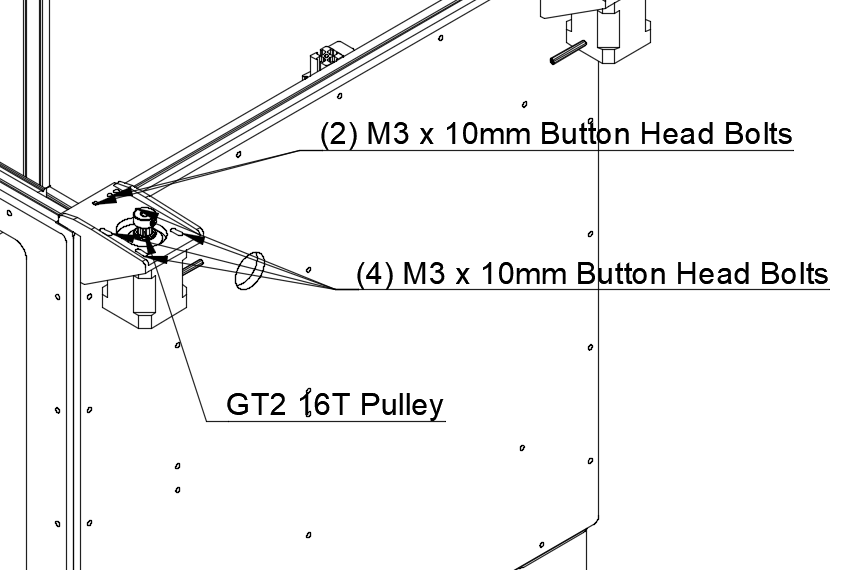 (2) M3 x 10mm Button Head Bolts
(4) M3 x 10mm Button Head Bolts
GT2 16T Pulley